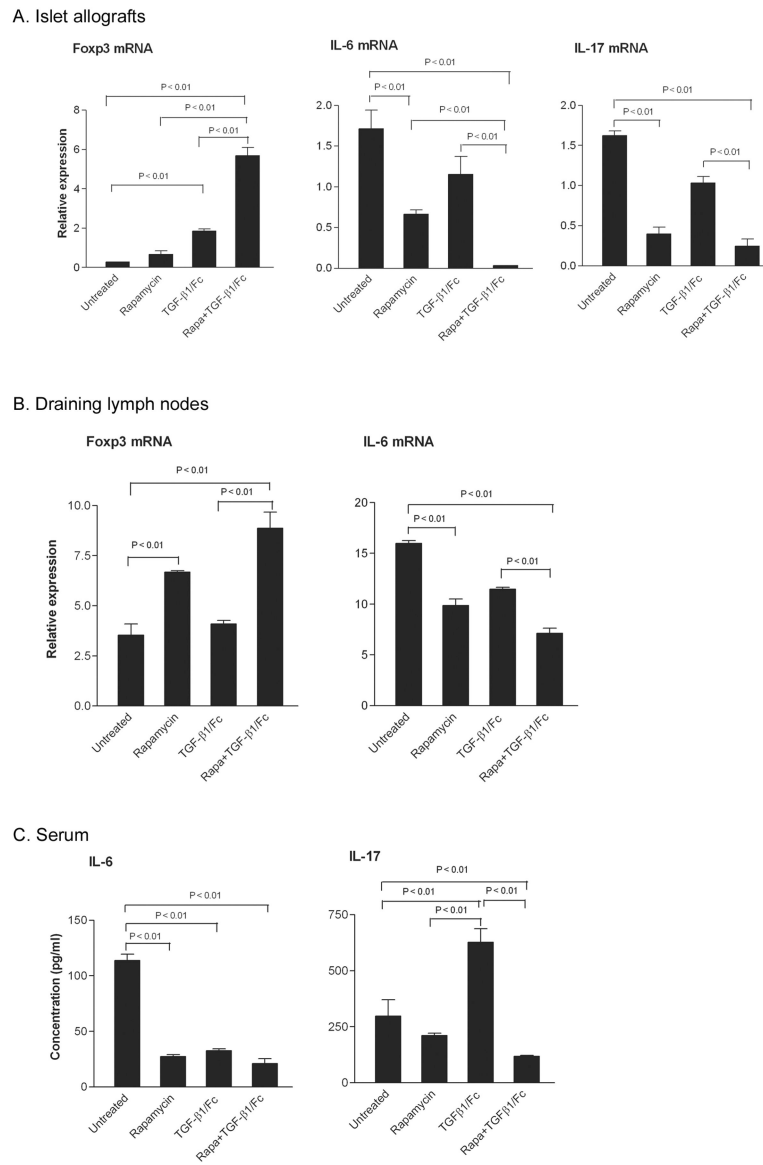 A. Islet allografts
Foxp3 mRNA
IL-6 mRNA
IL-17 mRNA
P < 0.01
P < 0.01
P < 0.01
P < 0.01
Relative expression
8
6
4
2
0
Untreated
Rapamycin
TGF-β1/Fc
Rapa+TGF-β1/Fc
P < 0.01
P < 0.01
P < 0.01
P < 0.01
2.0
1.5
1.0
0.5
0.0
Untreated
Rapamycin
TGF-β1/Fc
Rapa+TGF-β1/Fc
P < 0.01
P < 0.01
P < 0.01
2.0
1.5
1.0
0.5
0.0
Untreated
Rapamycin
TGF-β1/Fc
Rapa+TGF-β1/Fc
B. Draining lymph nodes
Foxp3 mRNA
IL-6 mRNA
P < 0.01
P < 0.01
P < 0.01
Relative expression
10.0
7.5
5.0
2.5
0.0
Untreated
Rapamycin
TGF-β1/Fc
Rapa+TGF-β1/Fc
P < 0.01
P < 0.01
P < 0.01
20
15
10
5
0
Untreated
Rapamycin
TGF-β1/Fc
Rapa+TGF-β1/Fc
C. Serum
IL-6
IL-17
P < 0.01
P < 0.01
P < 0.01
Concentration (pg/ml)
150
100
50
0
Untreated
Rapamycin
TGF-β1/Fc
Rapa+TGF-β1/Fc
P < 0.01
P < 0.01
P < 0.01
P < 0.01
750
500
250
0
Untreated
Rapamycin
TGFβ1/Fc
Rapa+TGFβ1/Fc